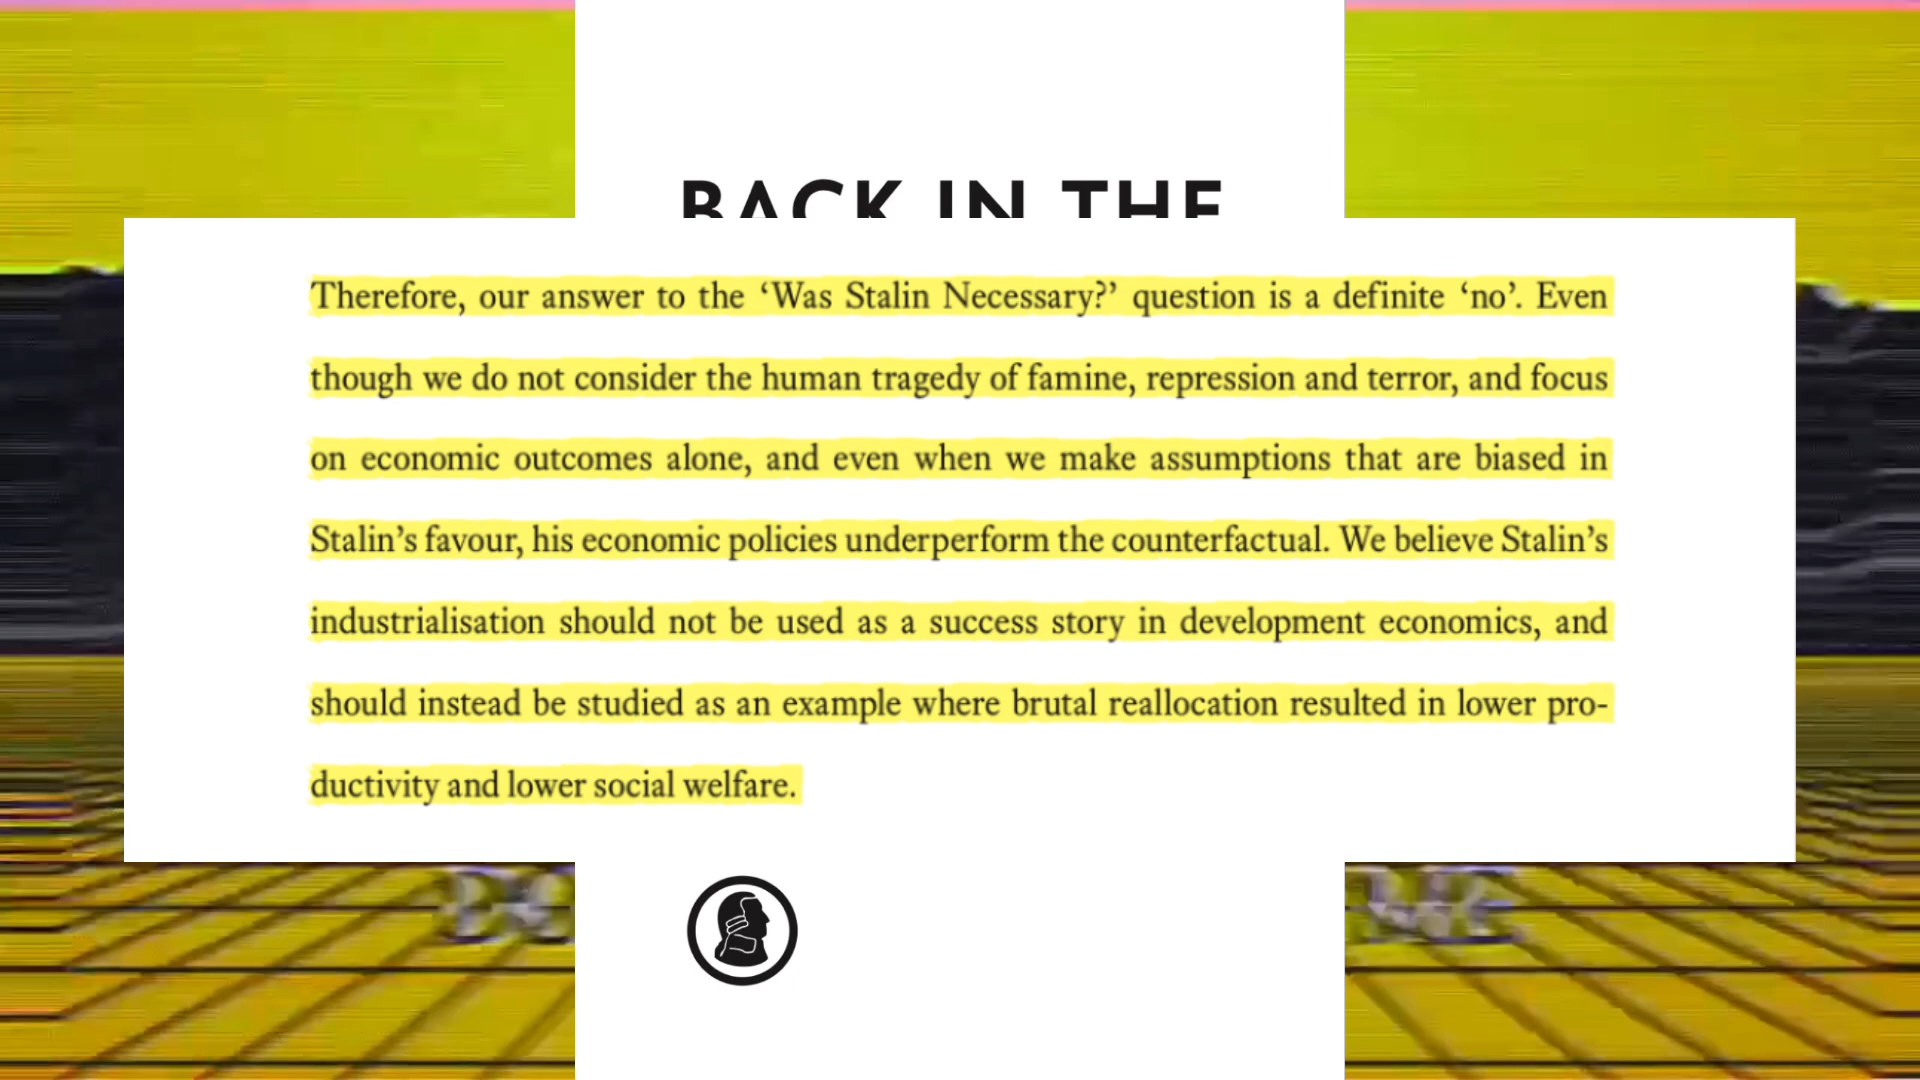 BACK IN THE
Therefore, our answer to the ‘Was Stalin Necessary?’ question is a definite ‘no’. Even
though we do not consider the human tragedy of famine, repression and terror, and focus
on economic outcomes alone, and even when we make assumptions that are biased in
Stalin’s favour, his economic policies underperform the counterfactual. We believe Stalin’s
industrialisation should not be used as a success story in development economics, and
should instead be studied as an example where brutal reallocation resulted in lower pro-
ductivity and lower social welfare.